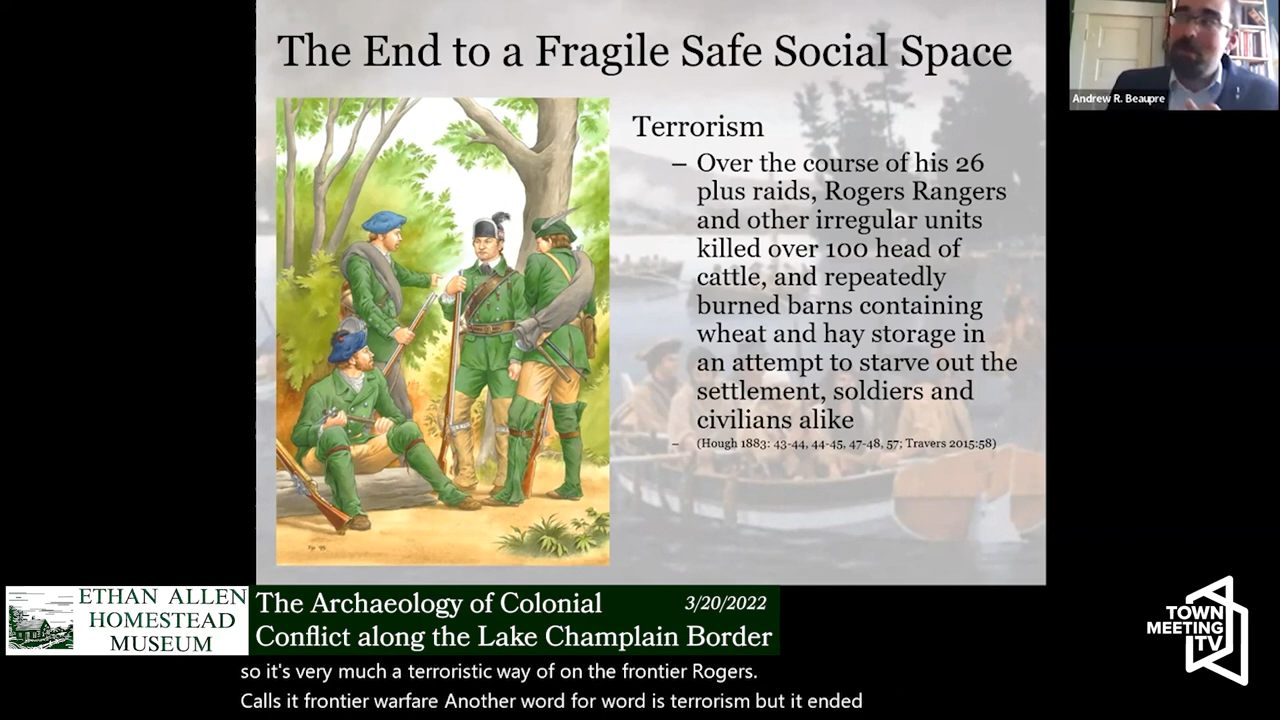 The End to a Fragile Safe Social Space
Andrew R. Beaupre
Terrorism
– Over the course of his 26
plus raids, Rogers Rangers
and other irregular units
killed over 100 head of
cattle, and repeatedly
burned barns containing
wheat and hay storage in
an attempt to starve out the
settlement, soldiers and
civilians alike
– (Hough 1883: 43-44, 44-45, 47-48, 57; Travers 2015:58)
ETHAN ALLEN
HOMESTEAD
MUSEUM
The Archaeology of Colonial 3/20/2022
Conflict along the Lake Champlain Border
TOWN
MEETING
TV
so it's very much a terroristic way of on the frontier Rogers.
Calls it frontier warfare Another word for word is terrorism but it ended